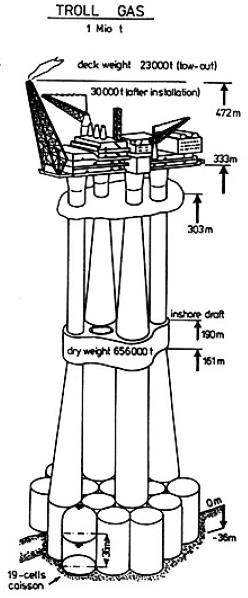 TROLL GAS
1 Mio t
deck weight 23000t (tow-out)
30000t (after installation)
472m
333m
303m
inshore draft
190m
dry weight 656000t
161m
0m
-36m
36m
19-cells
caisson